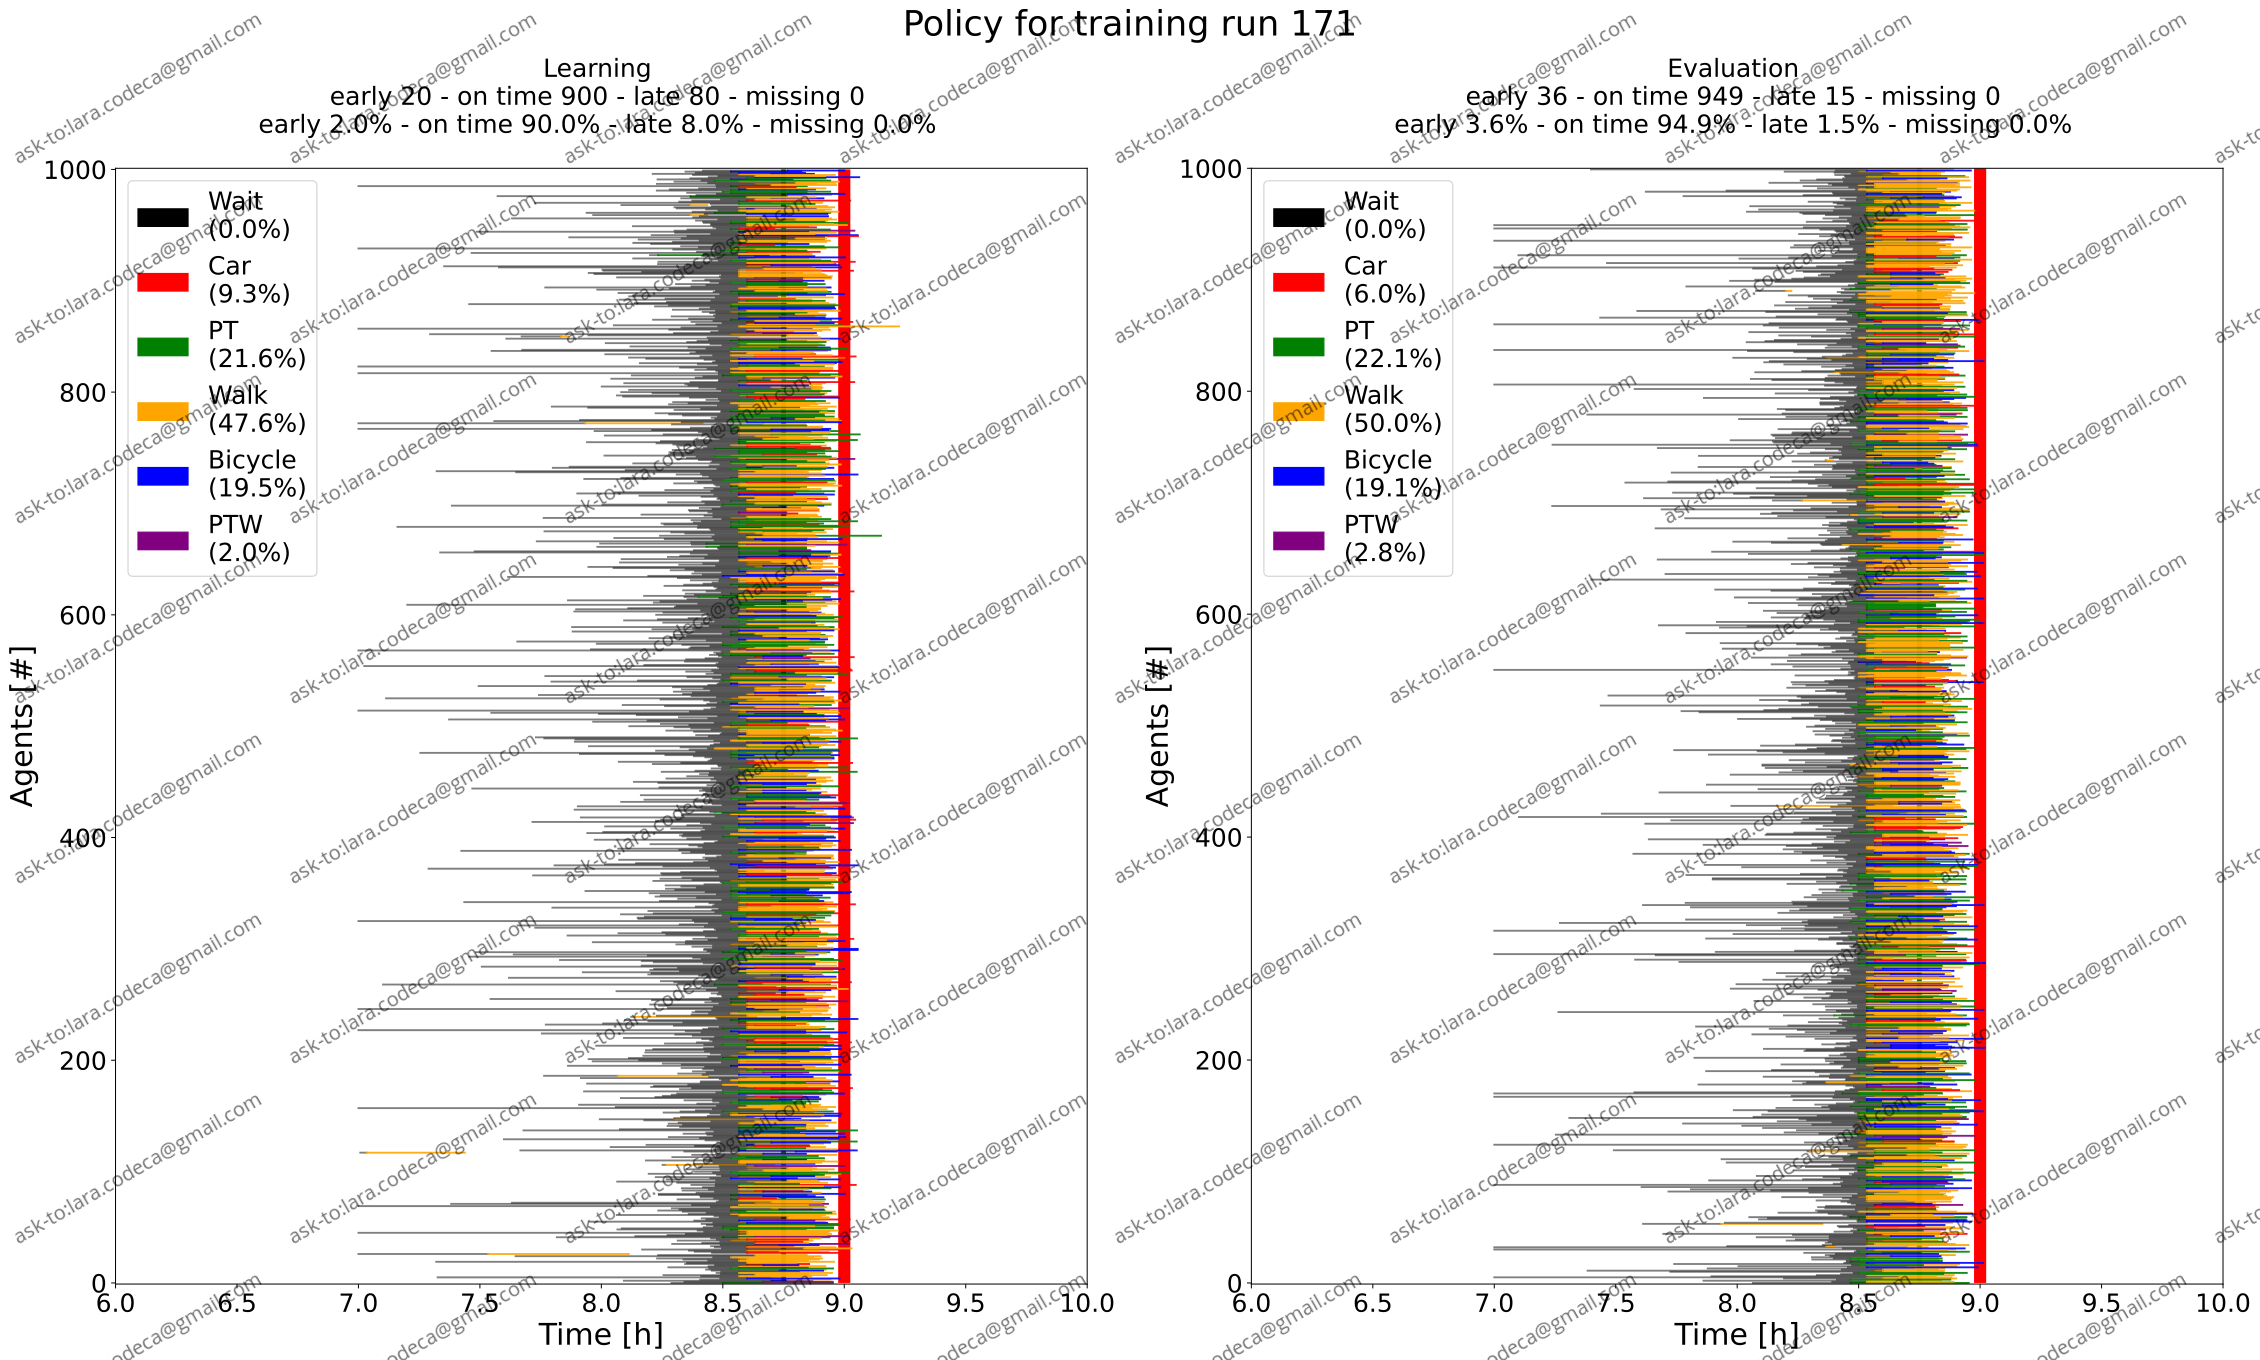 Policy for training run 171
Learning
early 20 - on time 900 - late 80 - missing 0
early 2.0% - on time 90.0% - late 8.0% - missing 0.0%
1000
800
600
400
200
0
Agents [#]
Wait
(0.0%)
Car
(9.3%)
PT
(21.6%)
Walk
(47.6%)
Bicycle
(19.5%)
PTW
(2.0%)
6.0 6.5 7.0 7.5 8.0 8.5 9.0 9.5 10.0
Time [h]
Evaluation
early 36 - on time 949 - late 15 - missing 0
early 3.6% - on time 94.9% - late 1.5% - missing 0.0%
1000
800
600
400
200
0
Agents [#]
Wait
(0.0%)
Car
(6.0%)
PT
(22.1%)
Walk
(50.0%)
Bicycle
(19.1%)
PTW
(2.8%)
6.0 6.5 7.0 7.5 8.0 8.5 9.0 9.5 10.0
Time [h]
ask-to:lara.codeca@gmail.com